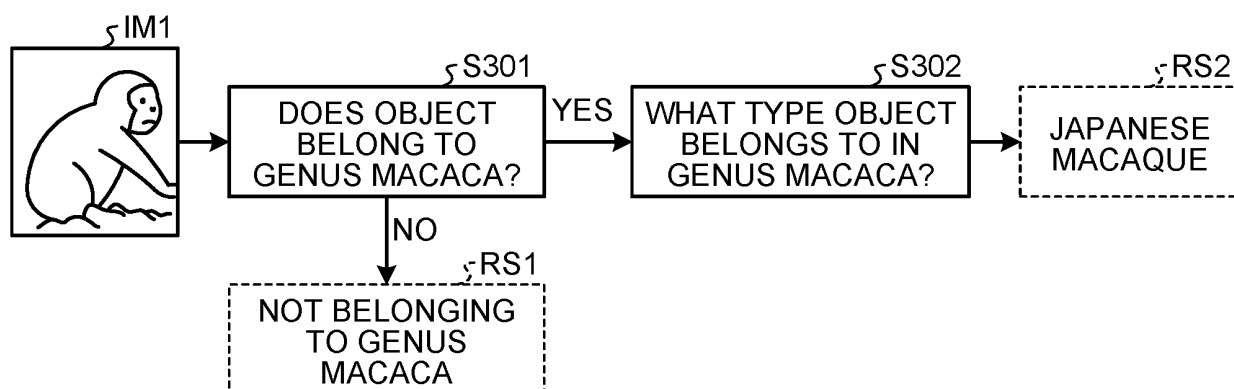 IM1
S301
DOES OBJECT
BELONG TO
GENUS MACACA?
YES
S302
WHAT TYPE OBJECT
BELONGS TO IN
GENUS MACACA?
RS2
JAPANESE
MACAQUE
NO
RS1
NOT BELONGING
TO GENUS
MACACA